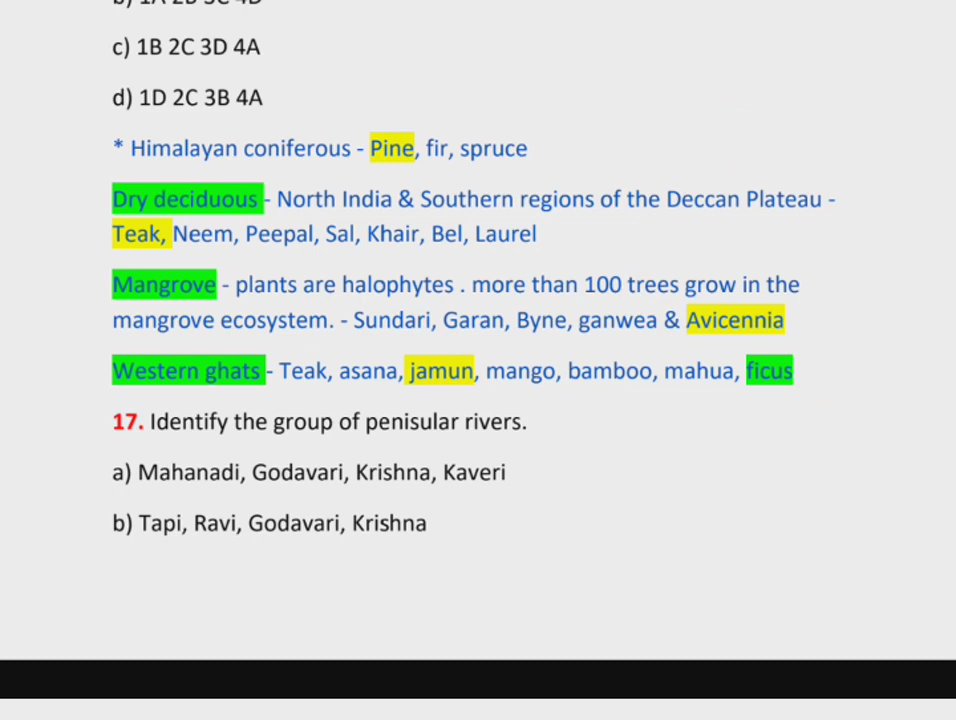 c) 1B 2C 3D 4A
d) 1D 2C 3B 4A
* Himalayan coniferous - Pine, fir, spruce
Dry deciduous - North India & Southern regions of the Deccan Plateau -
Teak, Neem, Peepal, Sal, Khair, Bel, Laurel
Mangrove - plants are halophytes . more than 100 trees grow in the
mangrove ecosystem. - Sundari, Garan, Byne, ganwea & Avicennia
Western ghats - Teak, asana, jamun, mango, bamboo, mahua, ficus
17. Identify the group of penisular rivers.
a) Mahanadi, Godavari, Krishna, Kaveri
b) Tapi, Ravi, Godavari, Krishna